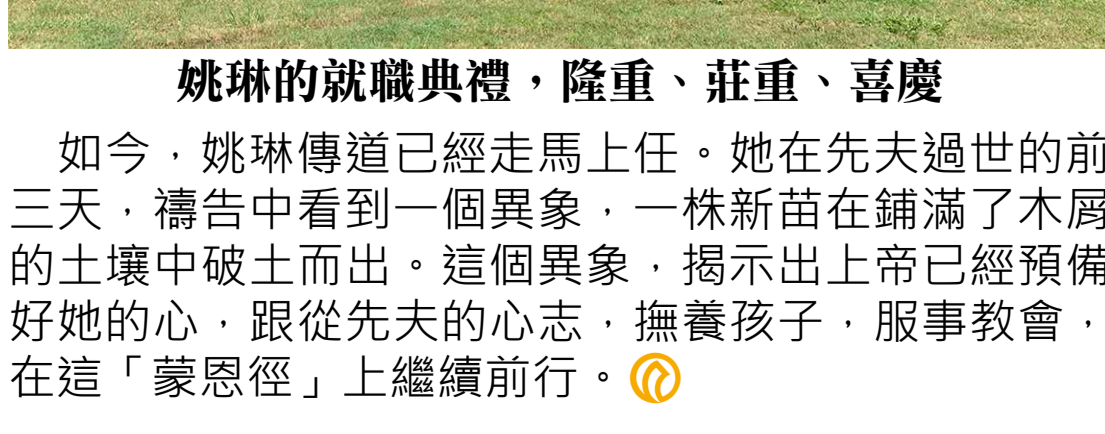 姚琳的就職典禮，隆重、莊重、喜慶
如今，姚琳傳道已經走馬上任。她在先夫過世的前
三天，禱告中看到一個異象，一株新苗在鋪滿了木屑
的土壤中破土而出。這個異象，揭示出上帝已經預備
好她的心，跟從先夫的心志，撫養孩子，服事教會，
在這「蒙恩徑」上繼續前行。